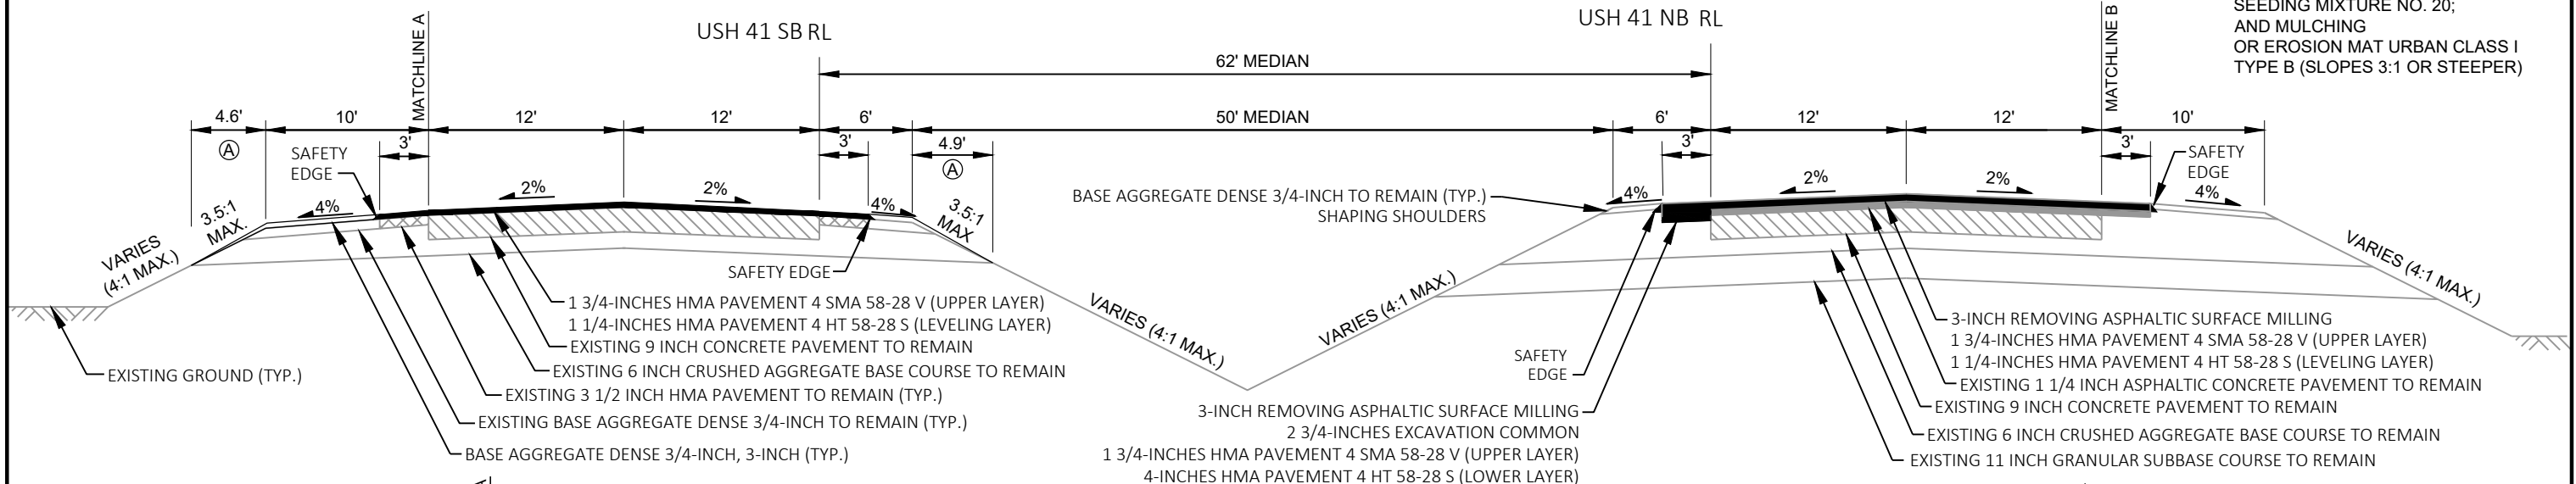 SEEDING MIXTURE NO. 20;
AND MULCHING
OR EROSION MAT URBAN CLASS I
TYPE B (SLOPES 3:1 OR STEEPER)
USH 41 SB RL
USH 41 NB RL
MATCHLINE A
MATCHLINE B
62' MEDIAN
4.6'
10'
12'
12'
6'
50' MEDIAN
6'
12'
12'
10'
A
3'
3'
4.9'
A
3'
3'
SAFETY
EDGE
SAFETY
EDGE
4%
2%
2%
4%
4%
2%
2%
4%
3.5:1
MAX.
3.5:1
MAX
VARIES
(4:1 MAX.)
VARIES (4:1 MAX.)
VARIES (4:1 MAX.)
VARIES (4:1 MAX.)
BASE AGGREGATE DENSE 3/4-INCH TO REMAIN (TYP.)
SHAPING SHOULDERS
SAFETY EDGE
1 3/4-INCHES HMA PAVEMENT 4 SMA 58-28 V (UPPER LAYER)
1 1/4-INCHES HMA PAVEMENT 4 HT 58-28 S (LEVELING LAYER)
EXISTING 9 INCH CONCRETE PAVEMENT TO REMAIN
EXISTING 6 INCH CRUSHED AGGREGATE BASE COURSE TO REMAIN
EXISTING 3 1/2 INCH HMA PAVEMENT TO REMAIN (TYP.)
EXISTING BASE AGGREGATE DENSE 3/4-INCH TO REMAIN (TYP.)
BASE AGGREGATE DENSE 3/4-INCH, 3-INCH (TYP.)
EXISTING GROUND (TYP.)
SAFETY
EDGE
3-INCH REMOVING ASPHALTIC SURFACE MILLING
2 3/4-INCHES EXCAVATION COMMON
1 3/4-INCHES HMA PAVEMENT 4 SMA 58-28 V (UPPER LAYER)
4-INCHES HMA PAVEMENT 4 HT 58-28 S (LOWER LAYER)
3-INCH REMOVING ASPHALTIC SURFACE MILLING
1 3/4-INCHES HMA PAVEMENT 4 SMA 58-28 V (UPPER LAYER)
1 1/4-INCHES HMA PAVEMENT 4 HT 58-28 S (LEVELING LAYER)
EXISTING 1 1/4 INCH ASPHALTIC CONCRETE PAVEMENT TO REMAIN
EXISTING 9 INCH CONCRETE PAVEMENT TO REMAIN
EXISTING 6 INCH CRUSHED AGGREGATE BASE COURSE TO REMAIN
EXISTING 11 INCH GRANULAR SUBBASE COURSE TO REMAIN